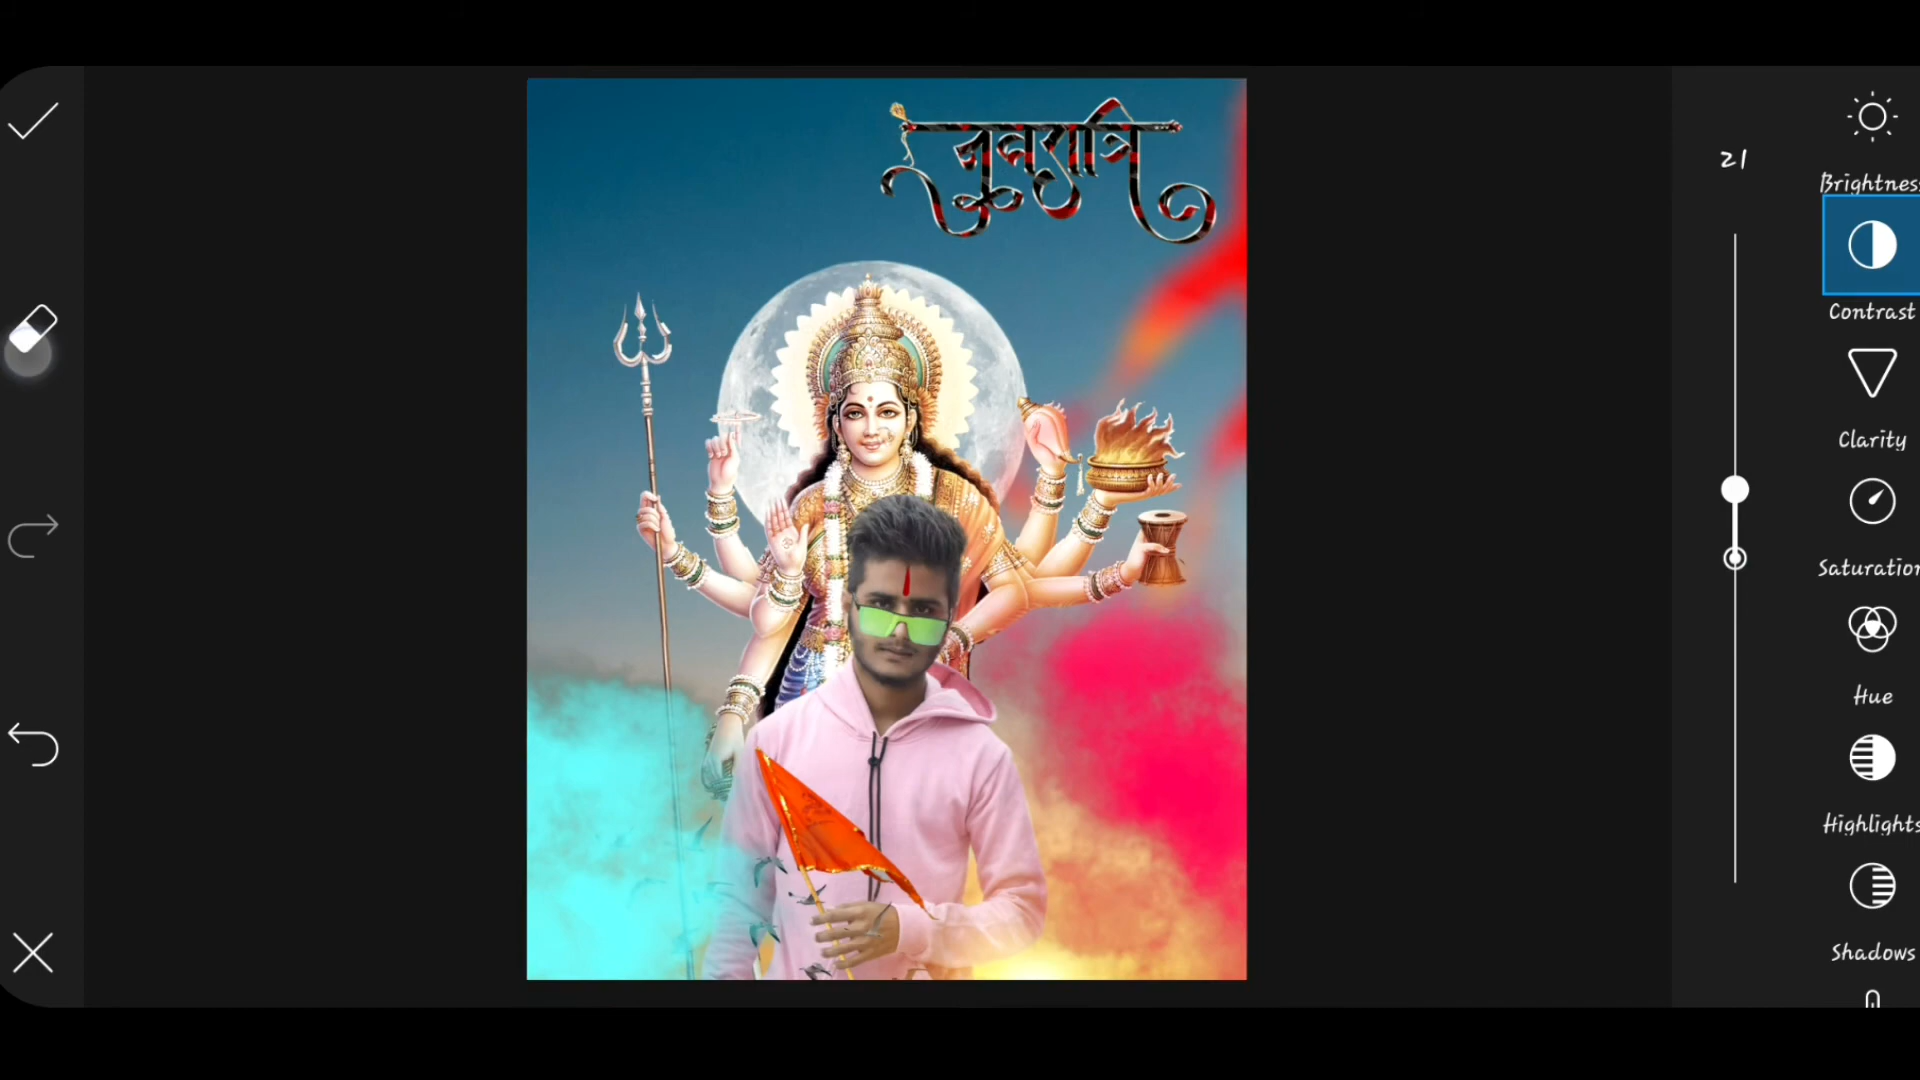 नवरात्रि
21
Brightness
Contrast
Clarity
Saturation
Hue
Highlights
Shadows